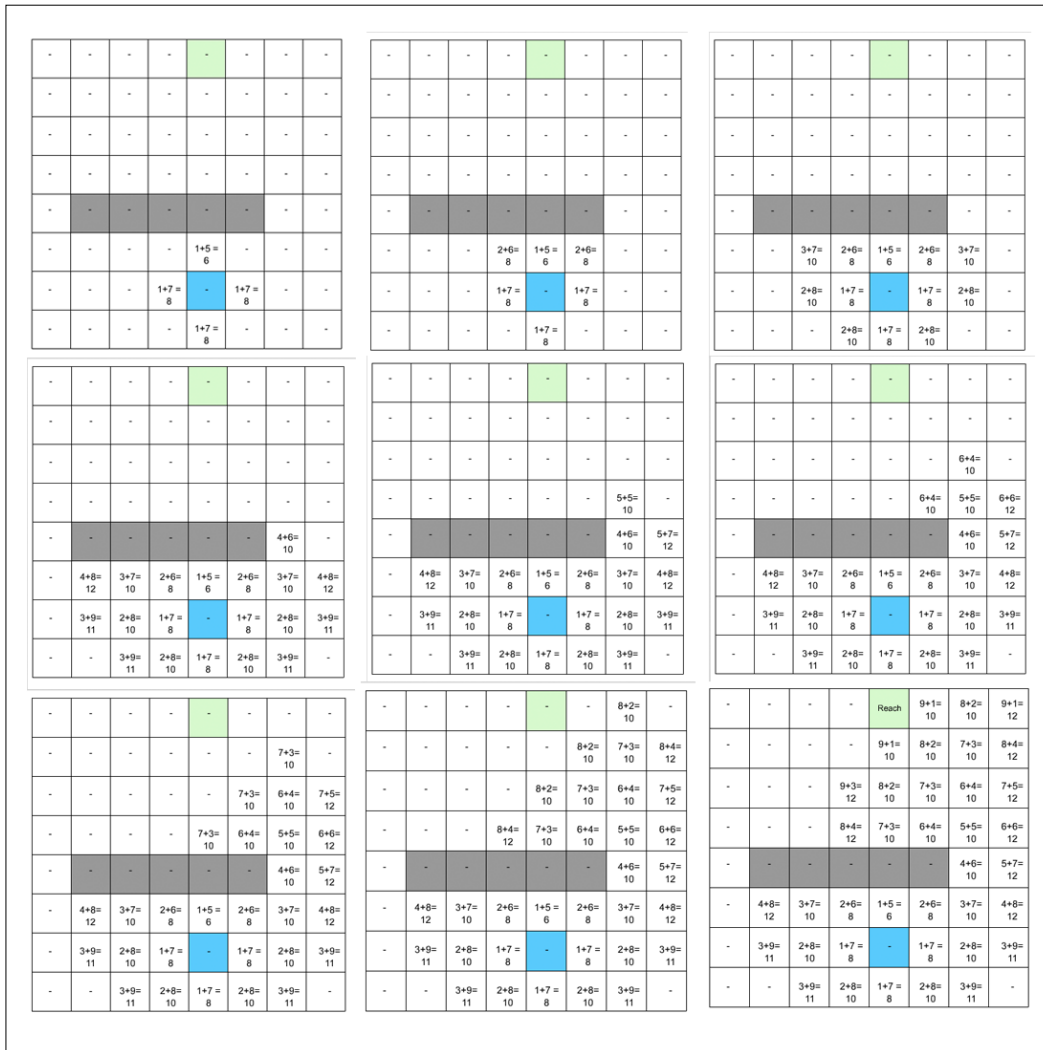 - - - - - - - -
- - - - - - - -
- - - - - - - -
- - - - - - - -
- - - - - - - -
- - - - 1+5 = 6 - - -
- - - 1+7 = 8 - 1+7 = 8 - -
- - - - 1+7 = 8 - - -
- - - - - - - -
- - - - - - - -
- - - - - - - -
- - - - - - - -
- - - - - - - -
- - - 2+6= 8 1+5 = 6 2+6= 8 - -
- - - 1+7 = 8 - 1+7 = 8 - -
- - - - 1+7 = 8 - - -
- - - - - - - -
- - - - - - - -
- - - - - - - -
- - - - - - - -
- - - - - - - -
- - 3+7= 10 2+6= 8 1+5 = 6 2+6= 8 3+7= 10 -
- - 2+8= 10 1+7 = 8 - 1+7 = 8 2+8= 10 -
- - - 2+8= 10 1+7 = 8 2+8= 10 - -
- - - - - - - -
- - - - - - - -
- - - - - - - -
- - - - - - - -
- - - - - - 4+6= 10 -
- 4+8= 12 3+7= 10 2+6= 8 1+5 = 6 2+6= 8 3+7= 10 4+8= 12
- 3+9= 11 2+8= 10 1+7 = 8 - 1+7 = 8 2+8= 10 3+9= 11
- - 3+9= 11 2+8= 10 1+7 = 8 2+8= 10 3+9= 11 -
- - - - - - - -
- - - - - - - -
- - - - - - - -
- - - - - - 5+5= 10 -
- - - - - - 4+6= 10 5+7= 12
- 4+8= 12 3+7= 10 2+6= 8 1+5 = 6 2+6= 8 3+7= 10 4+8= 12
- 3+9= 11 2+8= 10 1+7 = 8 - 1+7 = 8 2+8= 10 3+9= 11
- - 3+9= 11 2+8= 10 1+7 = 8 2+8= 10 3+9= 11 -
- - - - - - - -
- - - - - - - -
- - - - - - 6+4= 10 -
- - - - - 6+4= 10 5+5= 10 6+6= 12
- - - - - - 4+6= 10 5+7= 12
- 4+8= 12 3+7= 10 2+6= 8 1+5 = 6 2+6= 8 3+7= 10 4+8= 12
- 3+9= 11 2+8= 10 1+7 = 8 - 1+7 = 8 2+8= 10 3+9= 11
- - 3+9= 11 2+8= 10 1+7 = 8 2+8= 10 3+9= 11 -
- - - - - - - -
- - - - - - 7+3= 10 -
- - - - - 7+3= 10 6+4= 10 7+5= 12
- - - - 7+3= 10 6+4= 10 5+5= 10 6+6= 12
- - - - - - 4+6= 10 5+7= 12
- 4+8= 12 3+7= 10 2+6= 8 1+5 = 6 2+6= 8 3+7= 10 4+8= 12
- 3+9= 11 2+8= 10 1+7 = 8 - 1+7 = 8 2+8= 10 3+9= 11
- - 3+9= 11 2+8= 10 1+7 = 8 2+8= 10 3+9= 11 -
- - - - - - 8+2= 10 -
- - - - - 8+2= 10 7+3= 10 8+4= 12
- - - - 8+2= 10 7+3= 10 6+4= 10 7+5= 12
- - - 8+4= 12 7+3= 10 6+4= 10 5+5= 10 6+6= 12
- - - - - - 4+6= 10 5+7= 12
- 4+8= 12 3+7= 10 2+6= 8 1+5 = 6 2+6= 8 3+7= 10 4+8= 12
- 3+9= 11 2+8= 10 1+7 = 8 - 1+7 = 8 2+8= 10 3+9= 11
- - 3+9= 11 2+8= 10 1+7 = 8 2+8= 10 3+9= 11 -
- - - - Reach 9+1= 10 8+2= 10 9+1= 12
- - - - 9+1= 10 8+2= 10 7+3= 10 8+4= 12
- - - 9+3= 12 8+2= 10 7+3= 10 6+4= 10 7+5= 12
- - - 8+4= 12 7+3= 10 6+4= 10 5+5= 10 6+6= 12
- - - - - - 4+6= 10 5+7= 12
- 4+8= 12 3+7= 10 2+6= 8 1+5 = 6 2+6= 8 3+7= 10 4+8= 12
- 3+9= 11 2+8= 10 1+7 = 8 - 1+7 = 8 2+8= 10 3+9= 11
- - 3+9= 11 2+8= 10 1+7 = 8 2+8= 10 3+9= 11 -